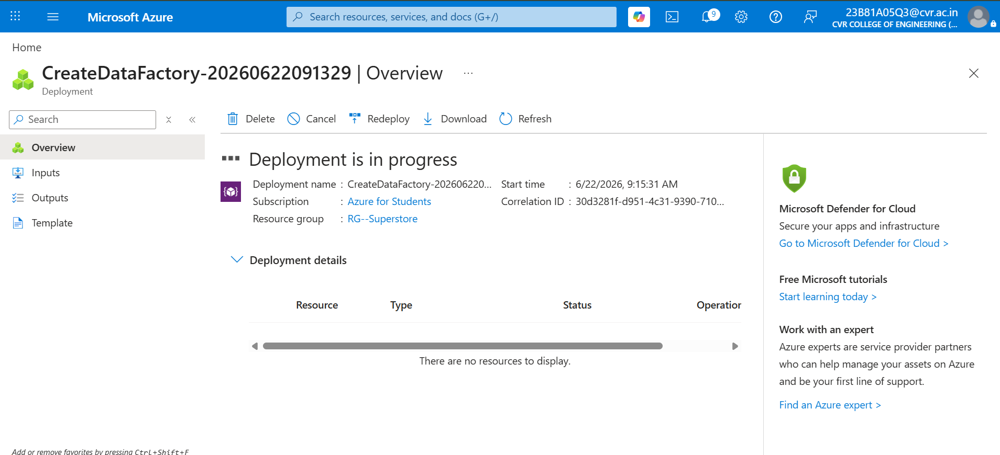 Microsoft Azure
Search resources, services, and docs (G+/)
9
23B81A05Q3@cvr.ac.in
CVR COLLEGE OF ENGINEERING (...
Home
CreateDataFactory-20260622091329 | Overview ...
Deployment
Search
Delete
Cancel
Redeploy
Download
Refresh
Overview
Inputs
Outputs
Template
Deployment is in progress
Deployment name : CreateDataFactory-202606220...
Start time : 6/22/2026, 9:15:31 AM
Subscription : Azure for Students
Correlation ID : 30d3281f-d951-4c31-9390-710...
Resource group : RG--Superstore
Deployment details
Resource Type Status Operation
There are no resources to display.
Microsoft Defender for Cloud
Secure your apps and infrastructure
Go to Microsoft Defender for Cloud >
Free Microsoft tutorials
Start learning today >
Work with an expert
Azure experts are service provider partners
who can help manage your assets on Azure
and be your first line of support.
Find an Azure expert >
Add or remove favorites by pressing Ctrl+Shift+F